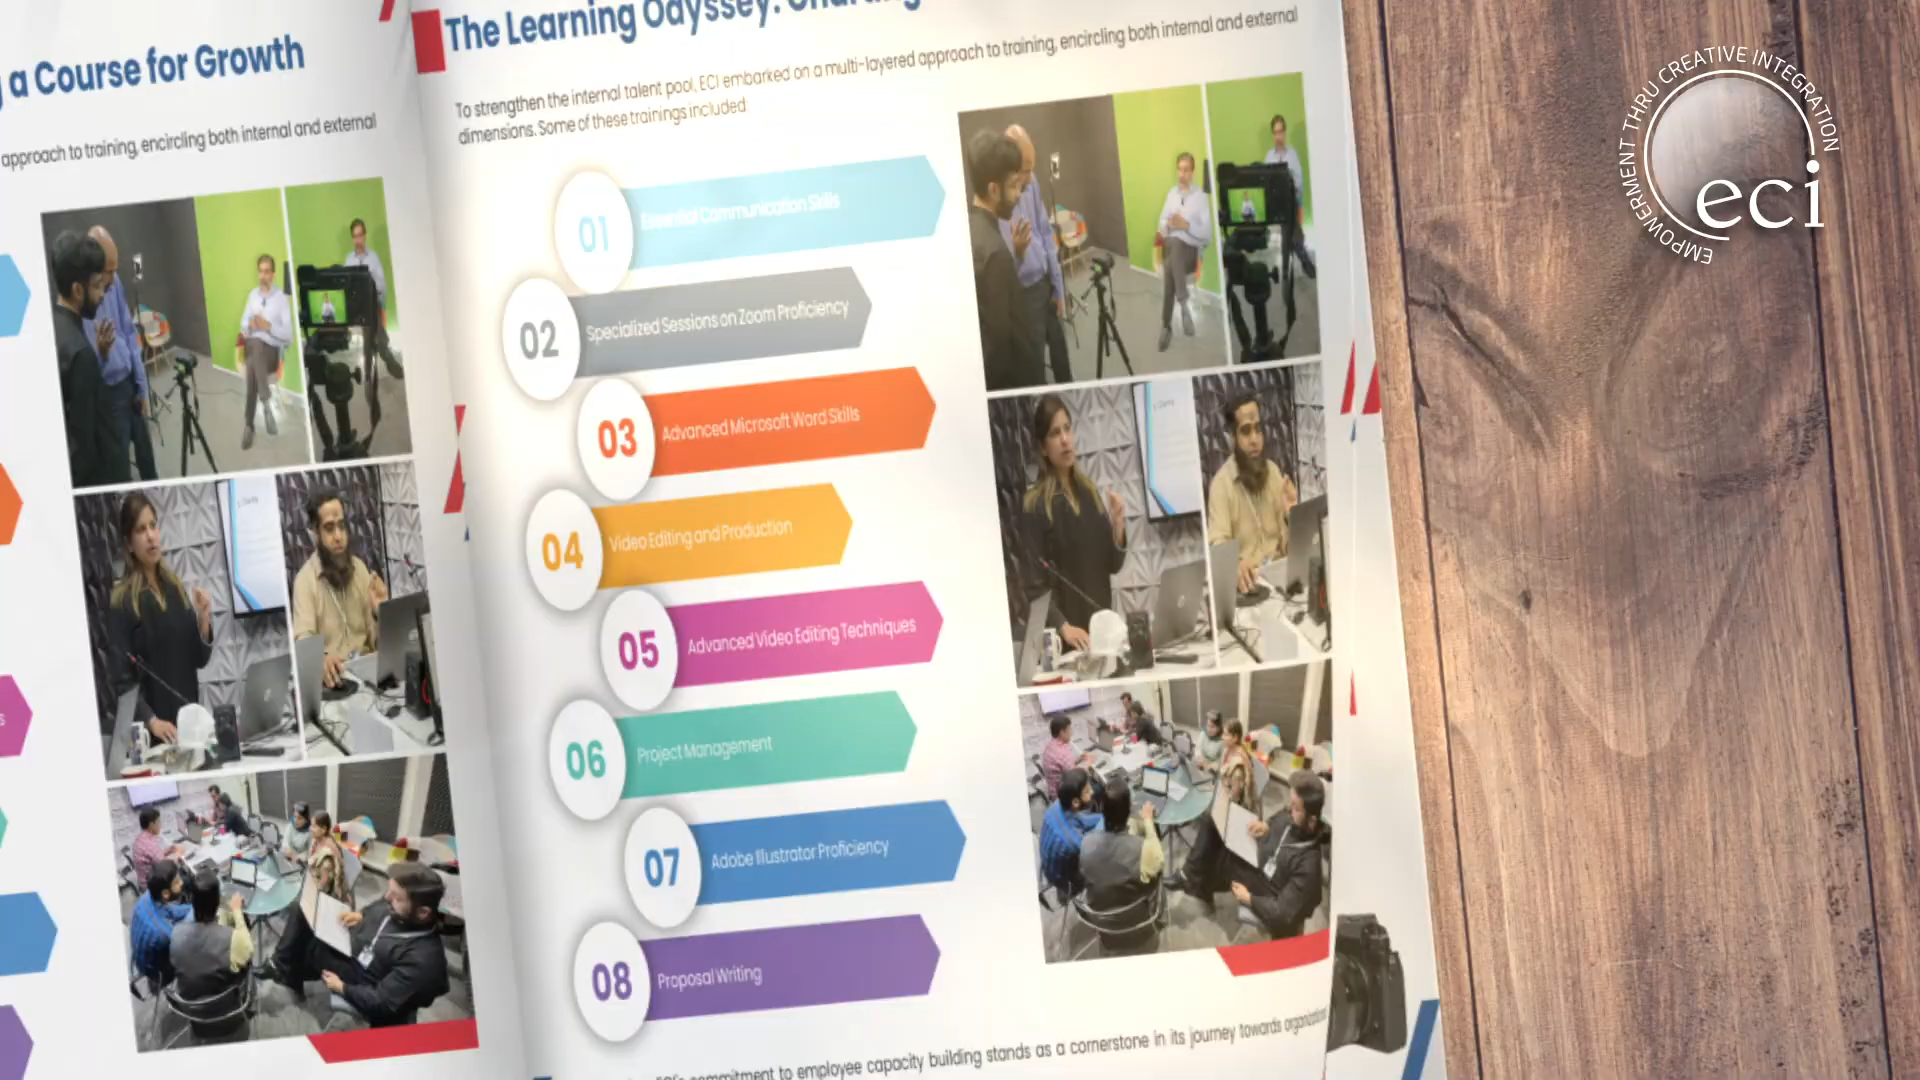 a Course for Growth
approach to training, encircling both internal and external
The Learning Odyssey:
To strengthen the internal talent pool, ECI embarked on a multi-layered approach to training, encircling both internal and external
dimensions. Some of these trainings included:
01 Essential Communication Skills
02 Specialized Sessions on Zoom Proficiency
03 Advanced Microsoft Word Skills
04 Video Editing and Production
05 Advanced Video Editing Techniques
06 Project Management
07 Adobe Illustrator Proficiency
08 Proposal Writing
commitment to employee capacity building stands as a cornerstone in its journey towards
EMPOWERMENT THRU CREATIVE INTEGRATION
eci